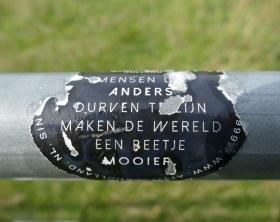 MENSEN
ANDERS
DURVEN
MAKEN DE WERELD
EEN BEETJE
MOOIER